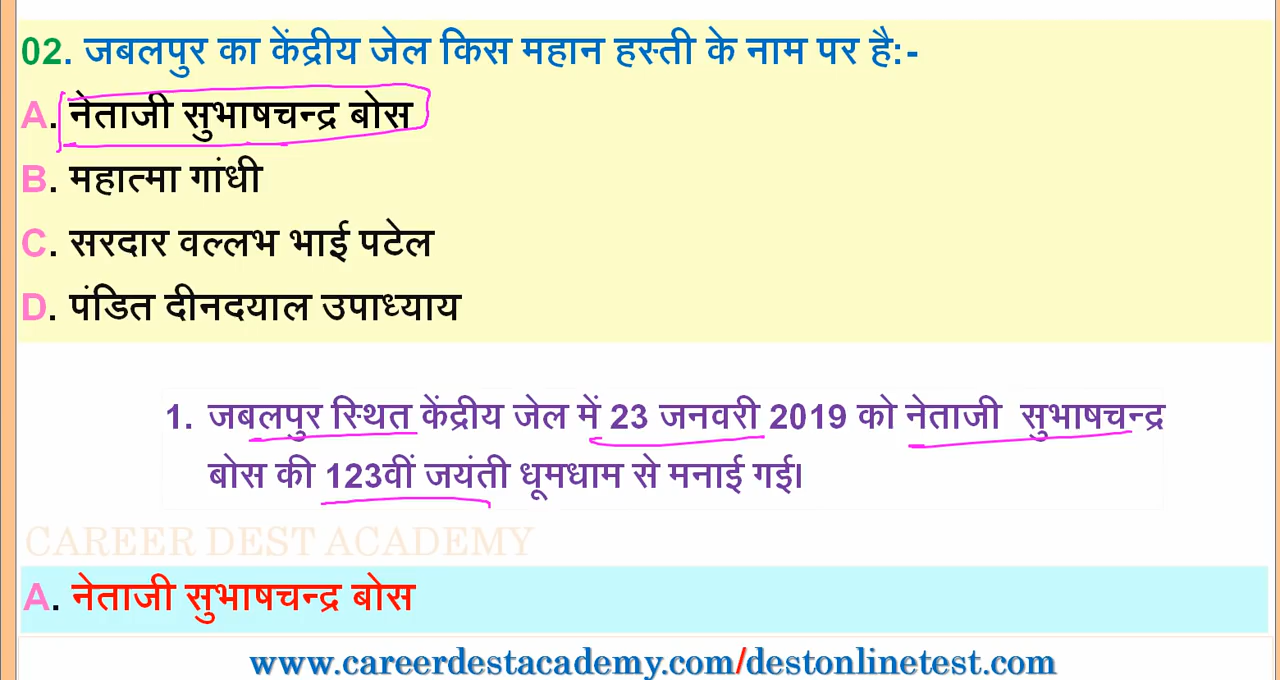 02. जबलपुर का केंद्रीय जेल किस महान हस्ती के नाम पर है:-
A. नेताजी सुभाषचन्द्र बोस
B. महात्मा गांधी
C. सरदार वल्लभ भाई पटेल
D. पंडित दीनदयाल उपाध्याय
1. जबलपुर स्थित केंद्रीय जेल में 23 जनवरी 2019 को नेताजी सुभाषचन्द्र
बोस की 123वीं जयंती धूमधाम से मनाई गई।
CAREER DEST ACADEMY
A. नेताजी सुभाषचन्द्र बोस
www.careerdestacademy.com/destonlinetest.com